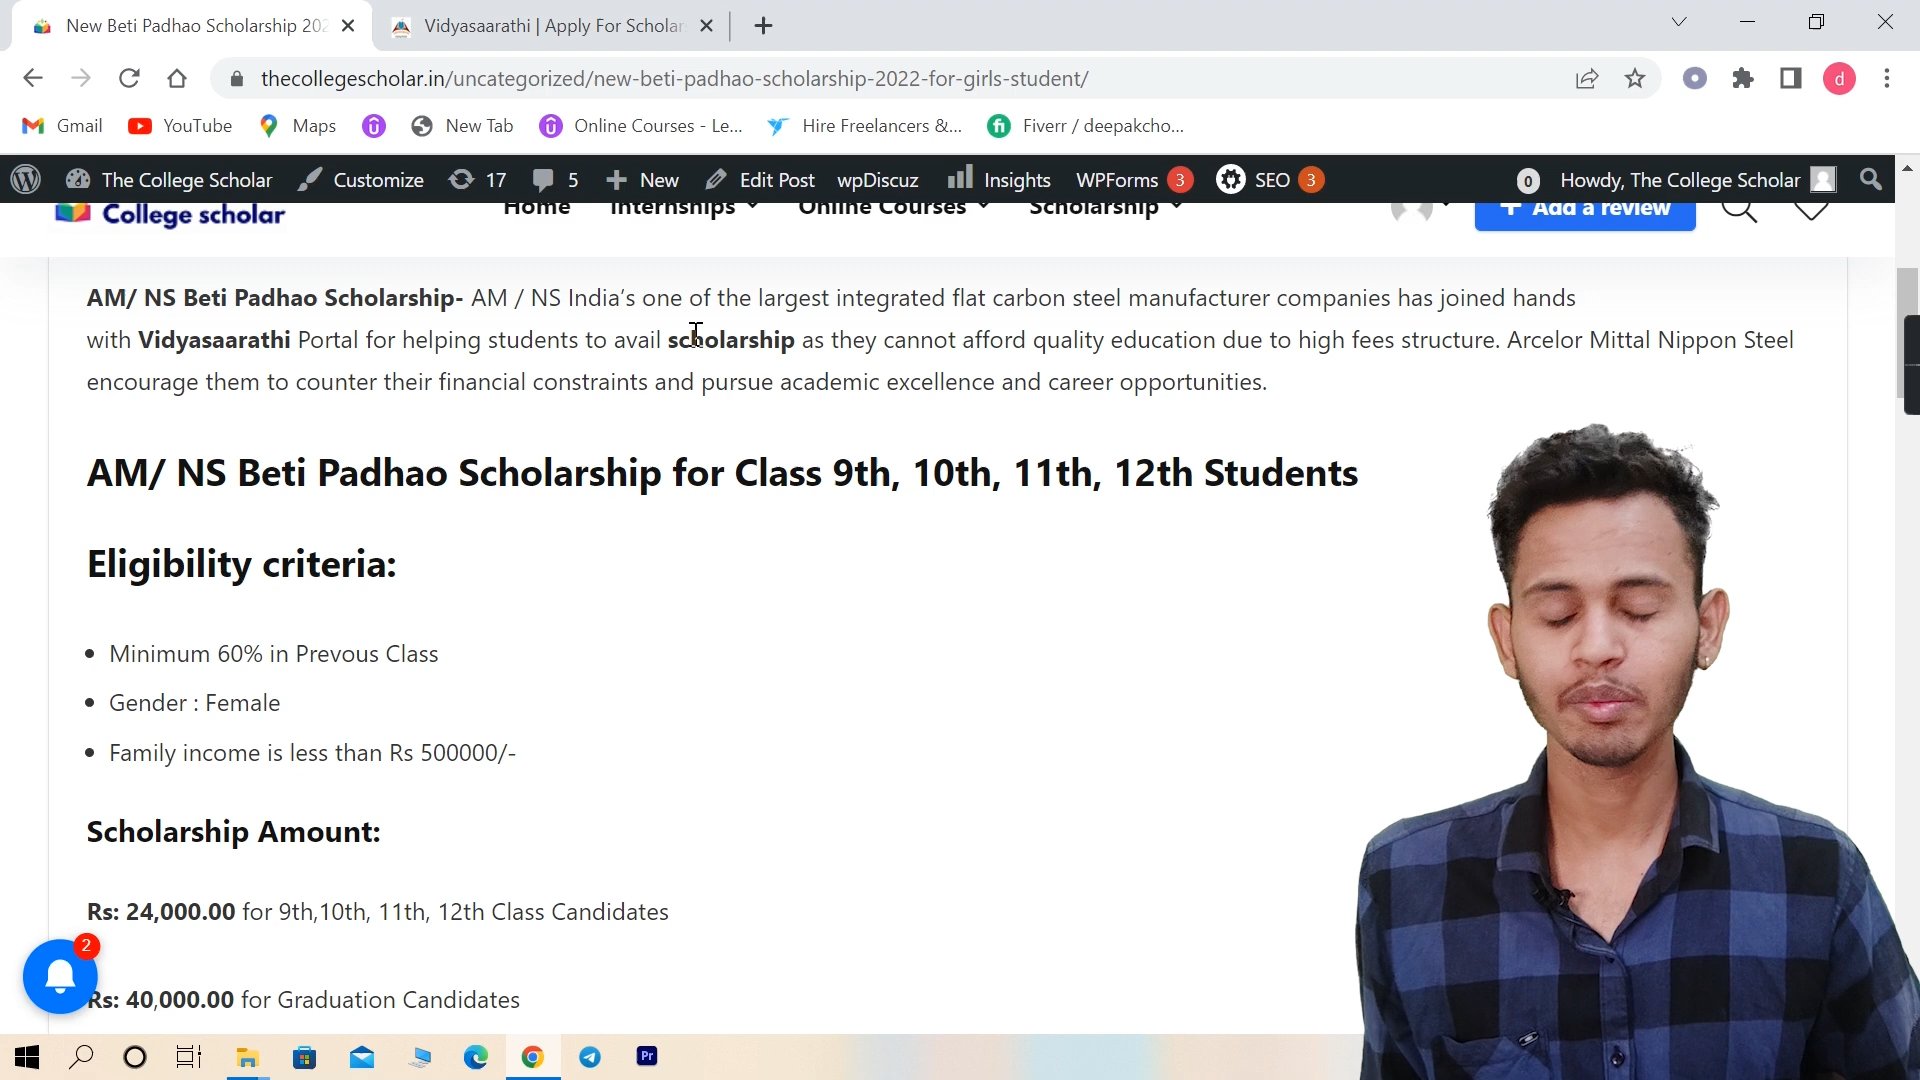 New Beti Padhao Scholarship 202
Vidyasaarathi | Apply For Scholar
thecollegescholar.in/uncategorized/new-beti-padhao-scholarship-2022-for-girls-student/
d
Gmail YouTube Maps New Tab Online Courses - Le... Hire Freelancers &... Fiverr / deepakcho...
The College Scholar Customize 17 5 New Edit Post wpDiscuz Insights WPForms 3 SEO 3 0 Howdy, The College Scholar
College scholar Home Internships Online Courses Scholarship Add a review
AM/ NS Beti Padhao Scholarship- AM / NS India’s one of the largest integrated flat carbon steel manufacturer companies has joined hands
with Vidyasaarathi Portal for helping students to avail scholarship as they cannot afford quality education due to high fees structure. Arcelor Mittal Nippon Steel
encourage them to counter their financial constraints and pursue academic excellence and career opportunities.
AM/ NS Beti Padhao Scholarship for Class 9th, 10th, 11th, 12th Students
Eligibility criteria:
Minimum 60% in Prevous Class
Gender : Female
Family income is less than Rs 500000/-
Scholarship Amount:
Rs: 24,000.00 for 9th,10th, 11th, 12th Class Candidates
2
Rs: 40,000.00 for Graduation Candidates
Pr